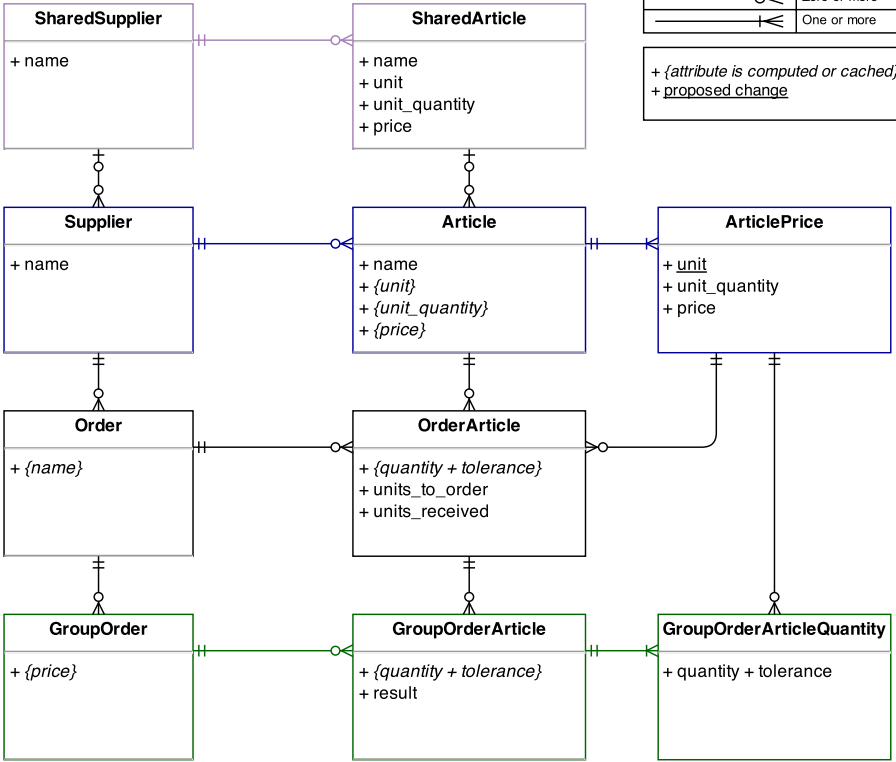 SharedSupplier
+ name
SharedArticle
+ name
+ unit
+ unit_quantity
+ price
One or more
+ {attribute is computed or cached}
+ proposed change
Supplier
+ name
Article
+ name
+ {unit}
+ {unit_quantity}
+ {price}
ArticlePrice
+ unit
+ unit_quantity
+ price
Order
+ {name}
OrderArticle
+ {quantity + tolerance}
+ units_to_order
+ units_received
GroupOrder
+ {price}
GroupOrderArticle
+ {quantity + tolerance}
+ result
GroupOrderArticleQuantity
+ quantity + tolerance